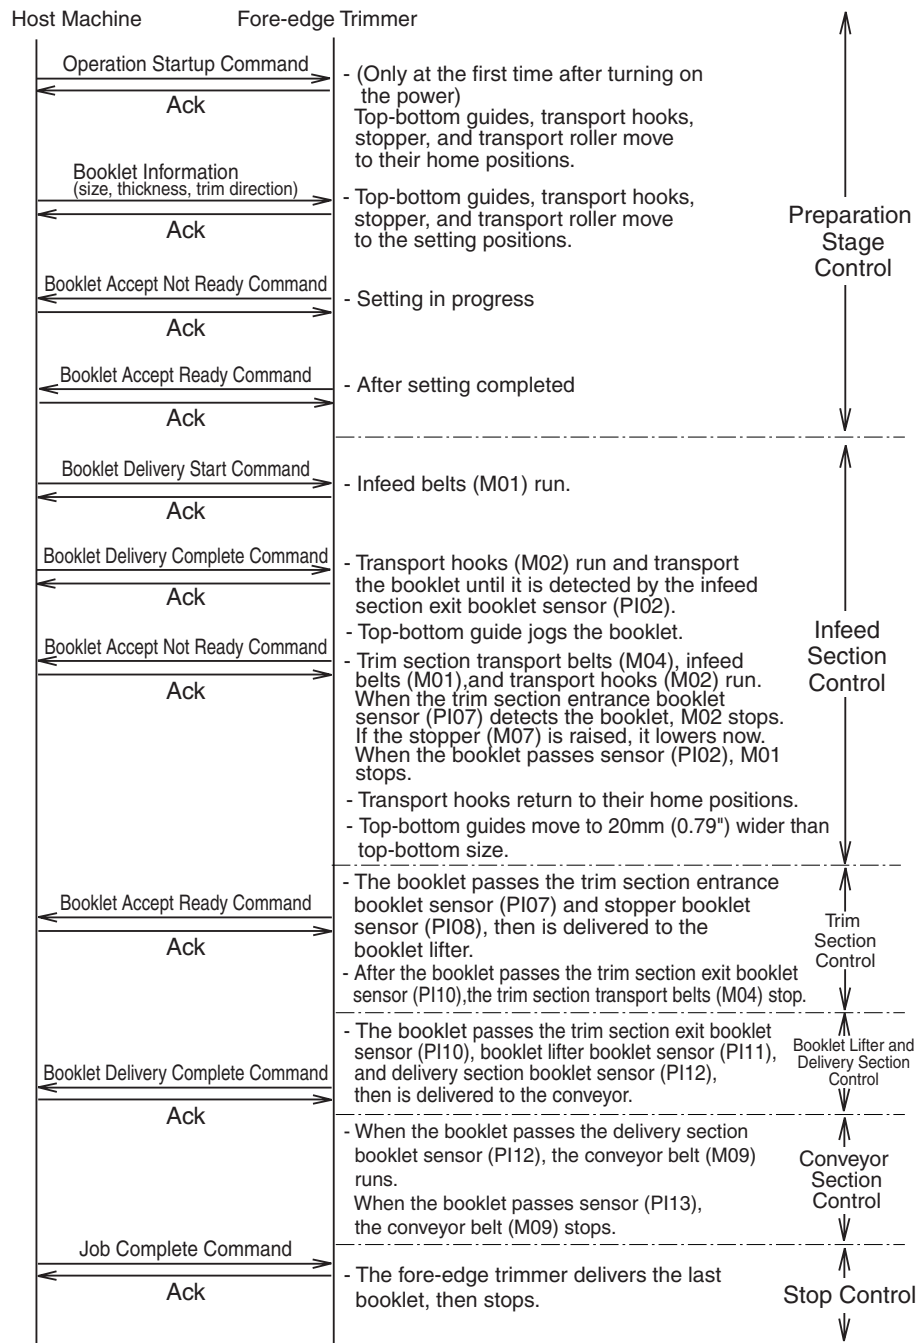 Host Machine
Fore-edge Trimmer
Operation Startup Command
Ack
- (Only at the first time after turning on
the power)
Top-bottom guides, transport hooks,
stopper, and transport roller move
to their home positions.
Booklet Information
(size, thickness, trim direction)
Ack
- Top-bottom guides, transport hooks,
stopper, and transport roller move
to the setting positions.
Preparation
Stage
Control
Booklet Accept Not Ready Command
Ack
- Setting in progress
Booklet Accept Ready Command
Ack
- After setting completed
Booklet Delivery Start Command
Ack
- Infeed belts (M01) run.
Booklet Delivery Complete Command
Ack
- Transport hooks (M02) run and transport
the booklet until it is detected by the infeed
section exit booklet sensor (PI02).
- Top-bottom guide jogs the booklet.
Booklet Accept Not Ready Command
Ack
- Trim section transport belts (M04), infeed
belts (M01),and transport hooks (M02) run.
When the trim section entrance booklet
sensor (PI07) detects the booklet, M02 stops.
If the stopper (M07) is raised, it lowers now.
When the booklet passes sensor (PI02), M01
stops.
- Transport hooks return to their home positions.
- Top-bottom guides move to 20mm (0.79") wider than
top-bottom size.
Infeed
Section
Control
Booklet Accept Ready Command
Ack
- The booklet passes the trim section entrance
booklet sensor (PI07) and stopper booklet
sensor (PI08), then is delivered to the
booklet lifter.
- After the booklet passes the trim section exit booklet
sensor (PI10),the trim section transport belts (M04) stop.
Trim
Section
Control
- The booklet passes the trim section exit booklet
sensor (PI10), booklet lifter booklet sensor (PI11),
and delivery section booklet sensor (PI12),
then is delivered to the conveyor.
Booklet Delivery Complete Command
Ack
Booklet Lifter and
Delivery Section
Control
- When the booklet passes the delivery section
booklet sensor (PI12), the conveyor belt (M09)
runs.
When the booklet passes sensor (PI13),
the conveyor belt (M09) stops.
Conveyor
Section
Control
Job Complete Command
Ack
- The fore-edge trimmer delivers the last
booklet, then stops.
Stop Control